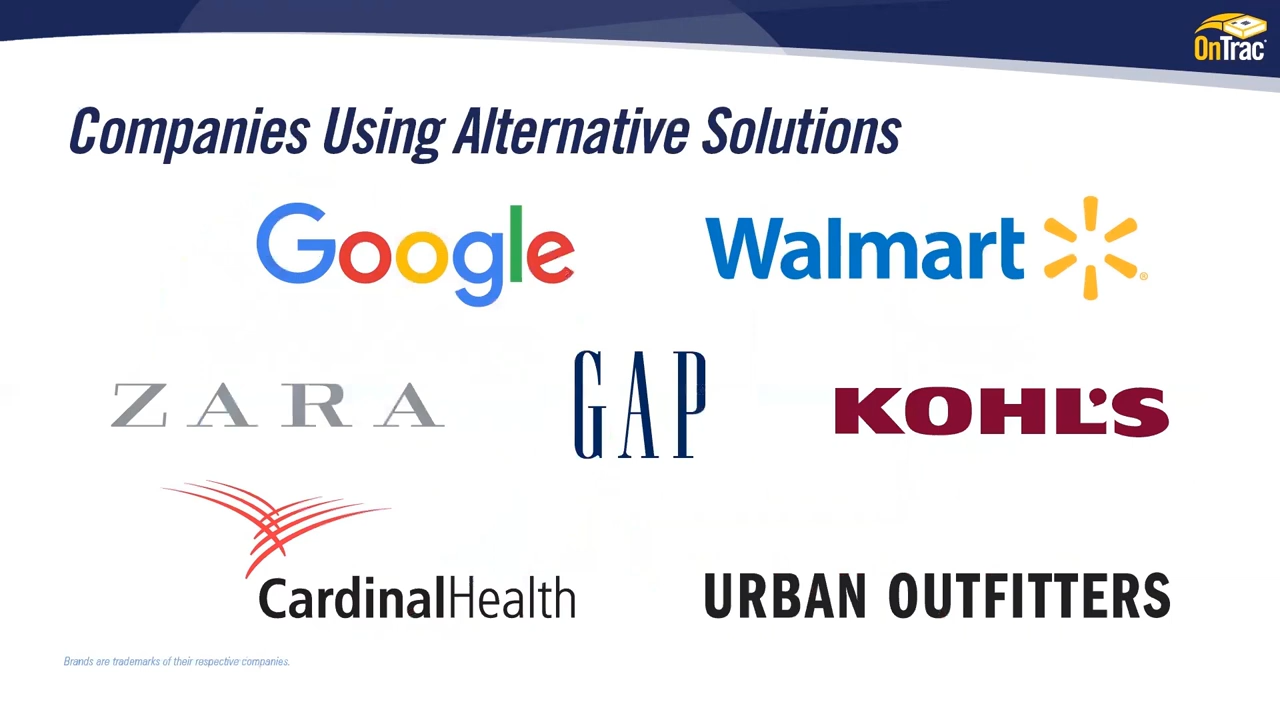 OnTrac
Companies Using Alternative Solutions
Google
Walmart
ZARA
GAP
KOHL'S
CardinalHealth
URBAN OUTFITTERS
Brands are trademarks of their respective companies.